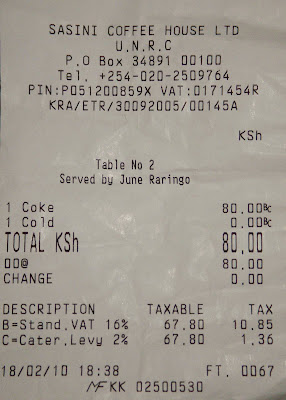 SASINI COFFEE HOUSE LTD
U.N.R.C
P.O Box 34891 00100
Tel. +254-020-2509764
PIN:P051200859X VAT:0171454R
KRA/ETR/30092005/00145A
KSh
Table No 2
Served by June Raringo
1 Coke 80.00BC
1 Cold 0.00BC
TOTAL KSh 80.00
00@ 80.00
CHANGE 0.00
DESCRIPTION TAXABLE TAX
B=Stand.VAT 16% 67.80 10.85
C=Cater.Levy 2% 67.80 1.36
18/02/10 18:38 FT. 0067
KK 02500530